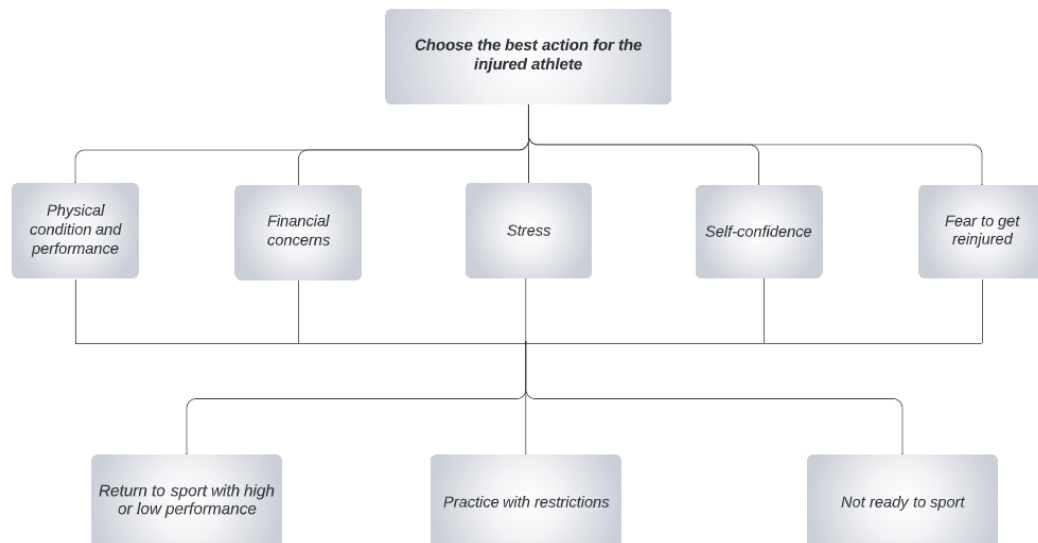 Choose the best action for the
injured athlete
Physical
condition and
performance
Financial
concerns
Stress
Self-confidence
Fear to get
reinjured
Return to sport with high
or low performance
Practice with restrictions
Not ready to sport